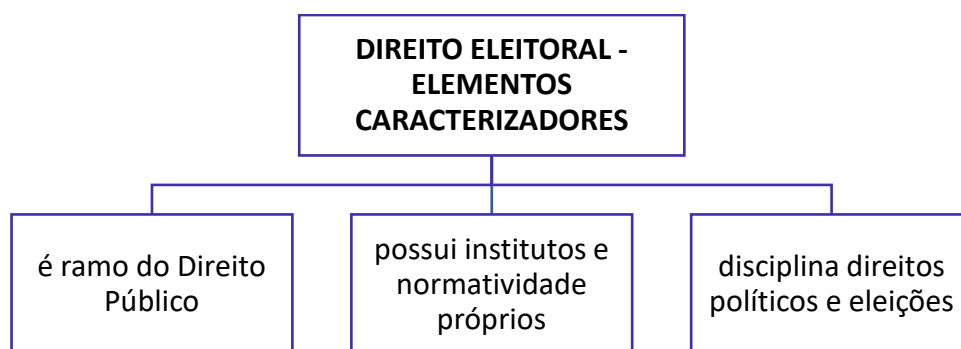 DIREITO ELEITORAL -
ELEMENTOS
CARACTERIZADORES
é ramo do Direito
Público
possui institutos e
normatividade
próprios
disciplina direitos
políticos e eleições